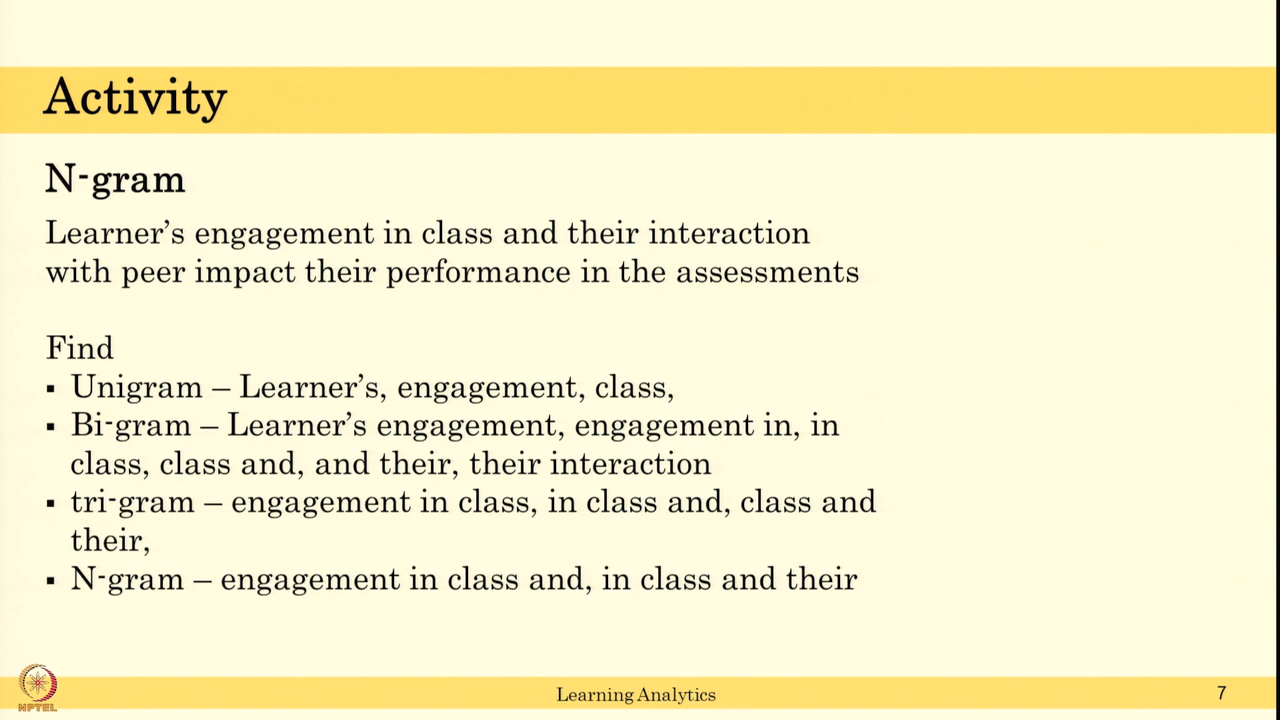 Activity
N-gram
Learner’s engagement in class and their interaction
with peer impact their performance in the assessments
Find
▪ Unigram – Learner’s, engagement, class,
▪ Bi-gram – Learner’s engagement, engagement in, in
class, class and, and their, their interaction
▪ tri-gram – engagement in class, in class and, class and
their,
▪ N-gram – engagement in class and, in class and their
NPTEL
Learning Analytics
7